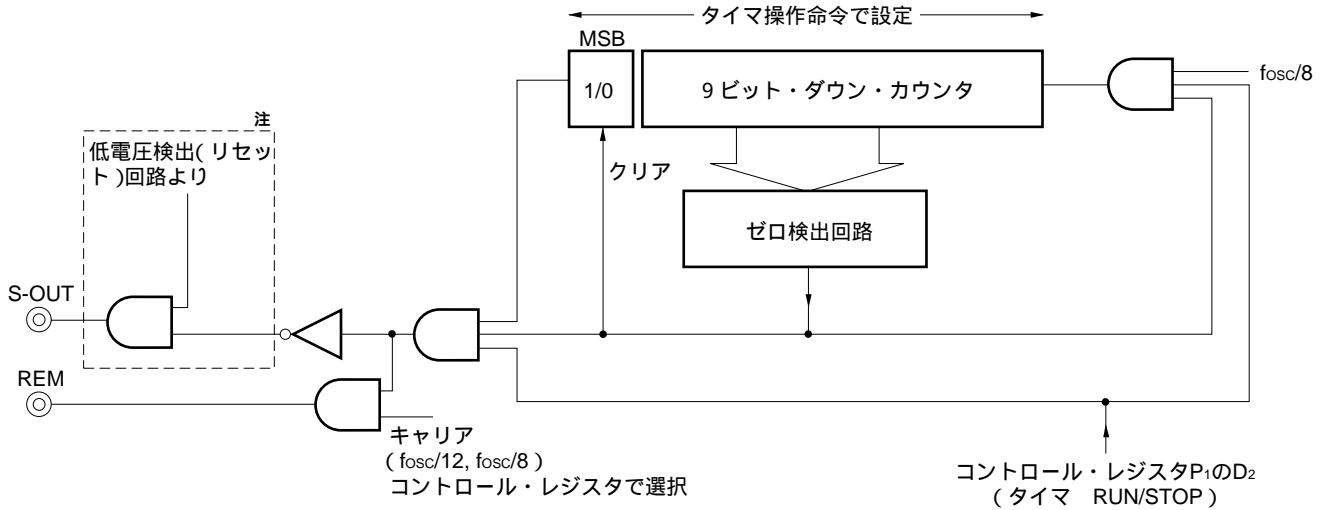 タイマ操作命令で設定
MSB
1/0
9 ビット・ダウン・カウンタ
fosc/8
注
低電圧検出( リセッ
ト )回路より
クリア
ゼロ検出回路
S-OUT
REM
キャリア
( fosc/12, fosc/8 )
コントロール・レジスタで選択
コントロール・レジスタP1のD2
( タイマ RUN/STOP )